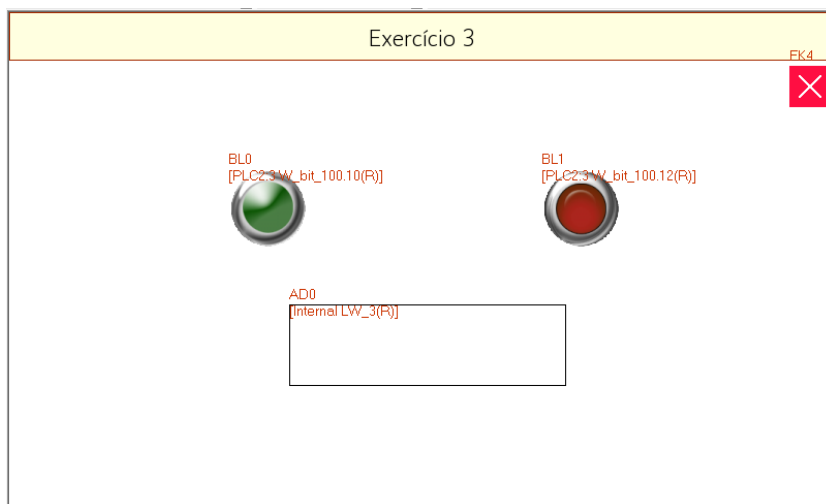 Exercício 3
FK4
BL0
[PLC2:3:W_bit_100.10(R)]
BL1
[PLC2:3:W_bit_100.12(R)]
AD0
[Internal LW_3(R)]